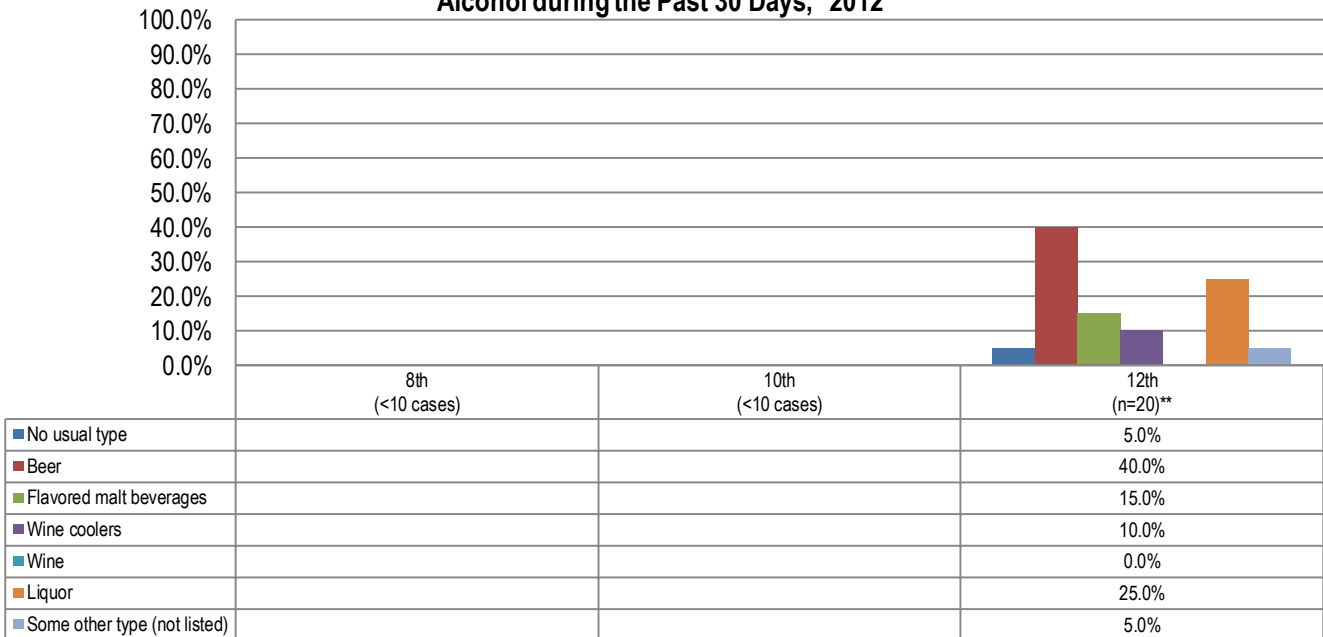 Alcohol during the Past 30 Days,* 2012
100.0%
90.0%
80.0%
70.0%
60.0%
50.0%
40.0%
30.0%
20.0%
10.0%
0.0%
8th 10th 12th
(<10 cases) (<10 cases) (n=20)**
No usual type 5.0%
Beer 40.0%
Flavored malt beverages 15.0%
Wine coolers 10.0%
Wine 0.0%
Liquor 25.0%
Some other type (not listed) 5.0%